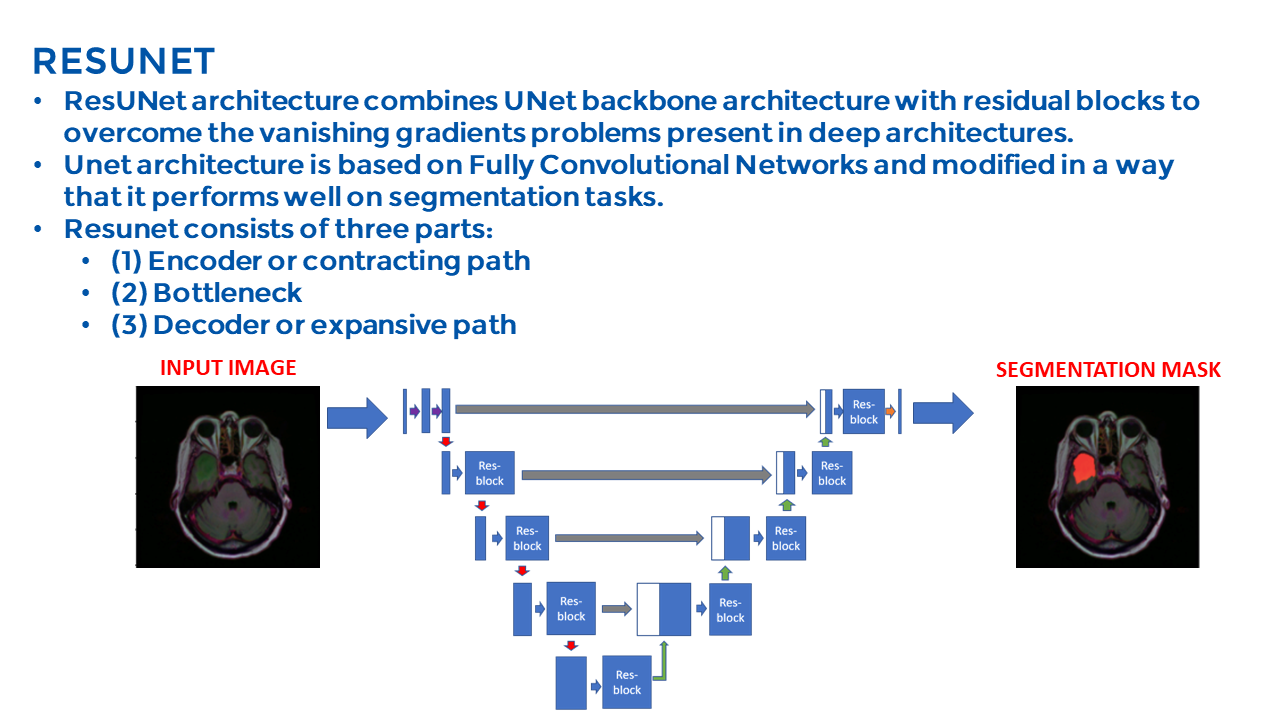 RESUNET
• ResUNet architecture combines UNet backbone architecture with residual blocks to
overcome the vanishing gradients problems present in deep architectures.
• Unet architecture is based on Fully Convolutional Networks and modified in a way
that it performs well on segmentation tasks.
• Resunet consists of three parts:
• (1) Encoder or contracting path
• (2) Bottleneck
• (3) Decoder or expansive path
INPUT IMAGE
SEGMENTATION MASK
Res-
block
Res-
block
Res-
block
Res-
block
Res-
block
Res-
block
Res-
block
Res-
block
Res-
block